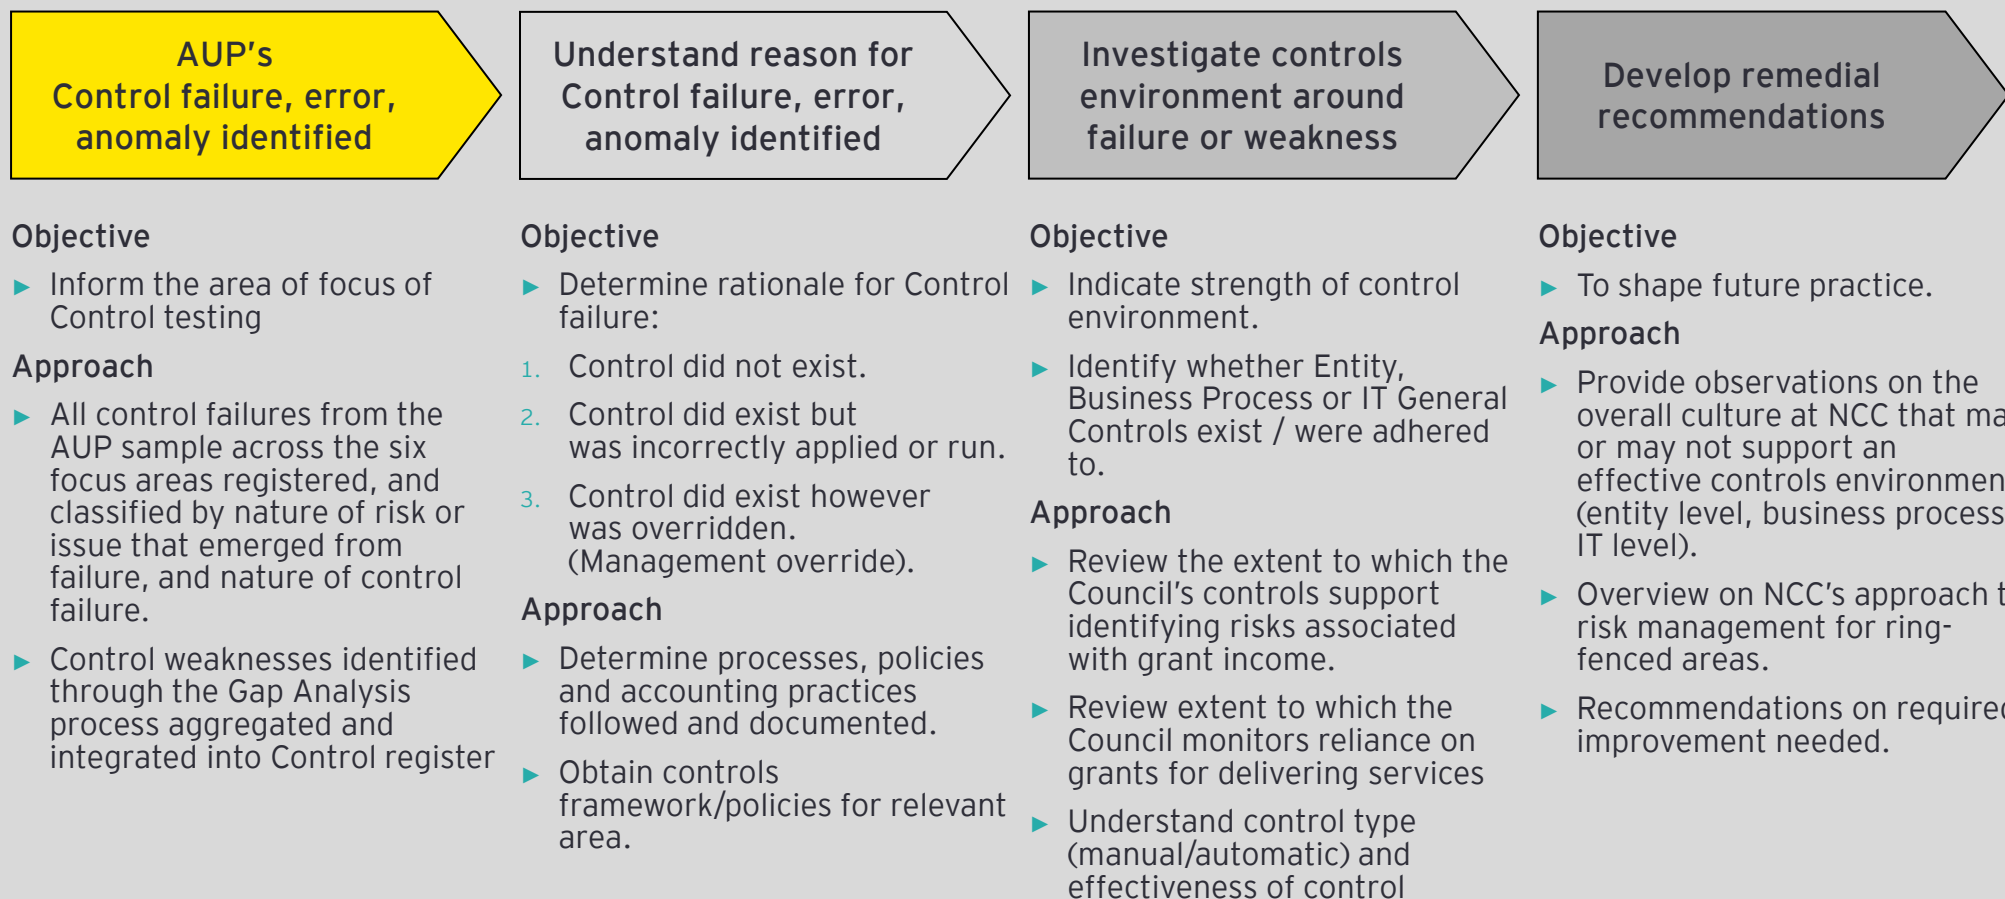 AUP's
Control failure, error,
anomaly identified
Objective
► Inform the area of focus of
Control testing
Approach
► All control failures from the
AUP sample across the six
focus areas registered, and
classified by nature of risk or
issue that emerged from
failure, and nature of control
failure.
► Control weaknesses identified
through the Gap Analysis
process aggregated and
integrated into Control register
Understand reason for
Control failure, error,
anomaly identified
Objective
► Determine rationale for Control
failure:
1. Control did not exist.
2. Control did exist but
was incorrectly applied or run.
3. Control did exist however
was overridden.
(Management override).
Approach
► Determine processes, policies
and accounting practices
followed and documented.
► Obtain controls
framework/policies for relevant
area.
Investigate controls
environment around
failure or weakness
Objective
► Indicate strength of control
environment.
► Identify whether Entity,
Business Process or IT General
Controls exist / were adhered
to.
Approach
► Review the extent to which the
Council's controls support
identifying risks associated
with grant income.
► Review extent to which the
Council monitors reliance on
grants for delivering services
► Understand control type
(manual/automatic) and
effectiveness of control
Develop remedial
recommendations
Objective
► To shape future practice.
Approach
► Provide observations on the
overall culture at NCC that ma
or may not support an
effective controls environmen
(entity level, business process
IT level).
► Overview on NCC's approach t
risk management for ring-
fenced areas.
► Recommendations on required
improvement needed.